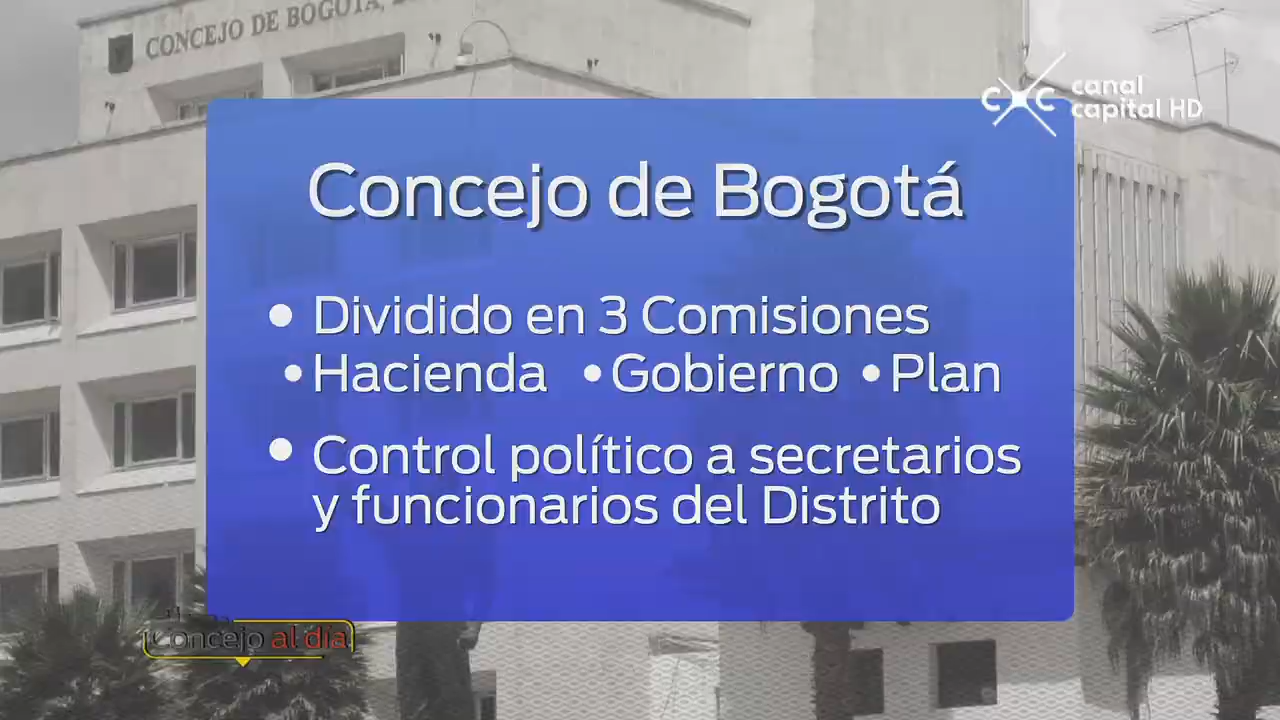 CONCEJO DE BOGOTÁ,
canal
capital HD
Concejo de Bogotá
• Dividido en 3 Comisiones
• Hacienda • Gobierno • Plan
• Control político a secretarios
y funcionarios del Distrito
Concejo al día